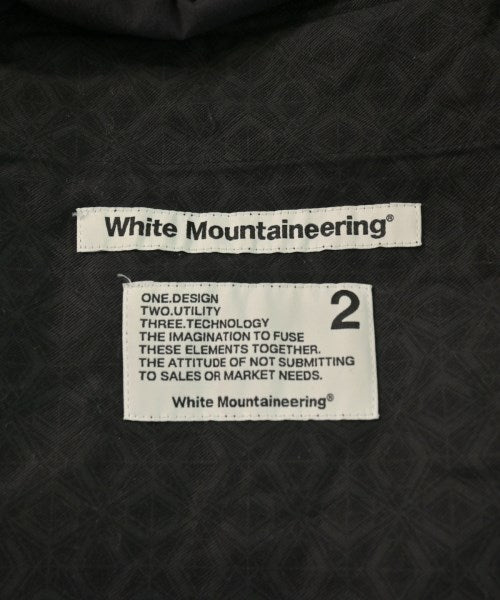 White Mountaineering®
ONE.DESIGN
2
TWO.UTILITY
THREE.TECHNOLOGY
THE IMAGINATION TO FUSE
THESE ELEMENTS TOGETHER.
THE ATTITUDE OF NOT SUBMITTING
TO SALES OR MARKET NEEDS.
White Mountaineering®